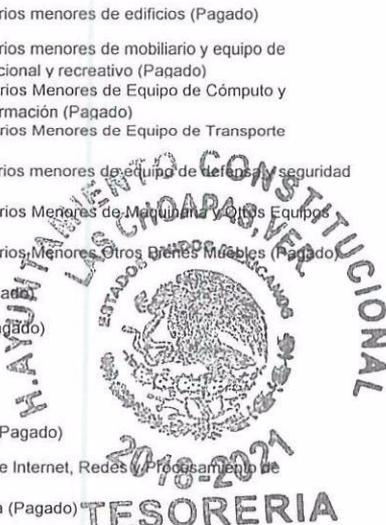 rios menores de edificios (Pagado)
rios menores de mobiliario y equipo de
cional y recreativo (Pagado)
rios Menores de Equipo de Cómputo y
rmación (Pagado)
rios Menores de Equipo de Transporte
rios menores de equipo de defensa y seguridad
rios Menores de Maquinaria y Otros Equipos
rios Menores Otros Bienes Muebles (Pagado)
ado)
gado)
Pagado)
e Internet, Redes y Procesamiento de
a (Pagado)
H. AYUNTAMIENTO CONSTITUCIONAL
LAS CHOAPAS, VER.
ESTADOS UNIDOS MEXICANOS
2018-2021
TESORERIA